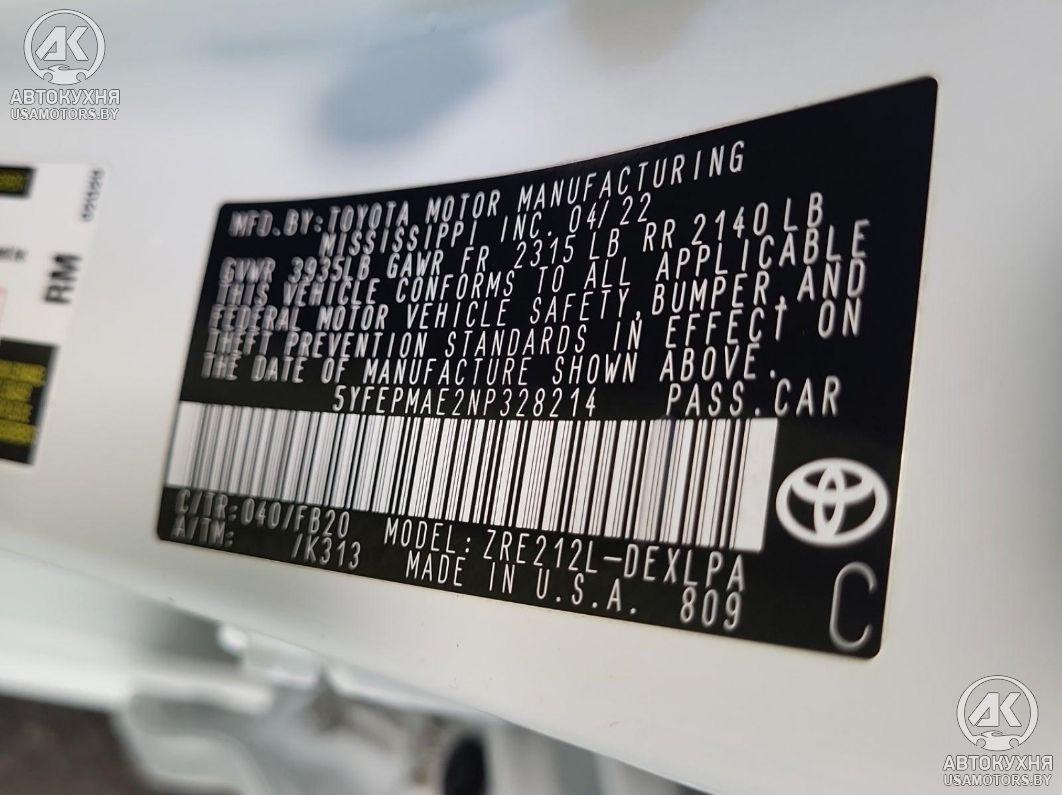 AK
АВТОКУХНЯ
USAMOTORS.BY
RM
MFD. BY: TOYOTA MOTOR MANUFACTURING
MISSISSIPPI INC. 04/22
GVWR 3935LB GAWR FR 2315 LB RR 2140 LB
THIS VEHICLE CONFORMS TO ALL APPLICABLE
FEDERAL MOTOR VEHICLE SAFETY, BUMPER, AND
THEFT PREVENTION STANDARDS IN EFFECT ON
THE DATE OF MANUFACTURE SHOWN ABOVE.
5YFEPMAE2NP328214 PASS. CAR
C/TR: 040/FB20 MODEL: ZRE212L-DEXLPA
A/TM: /K313 MADE IN U.S.A. 809
C
AK
АВТОКУХНЯ
USAMOTORS.BY